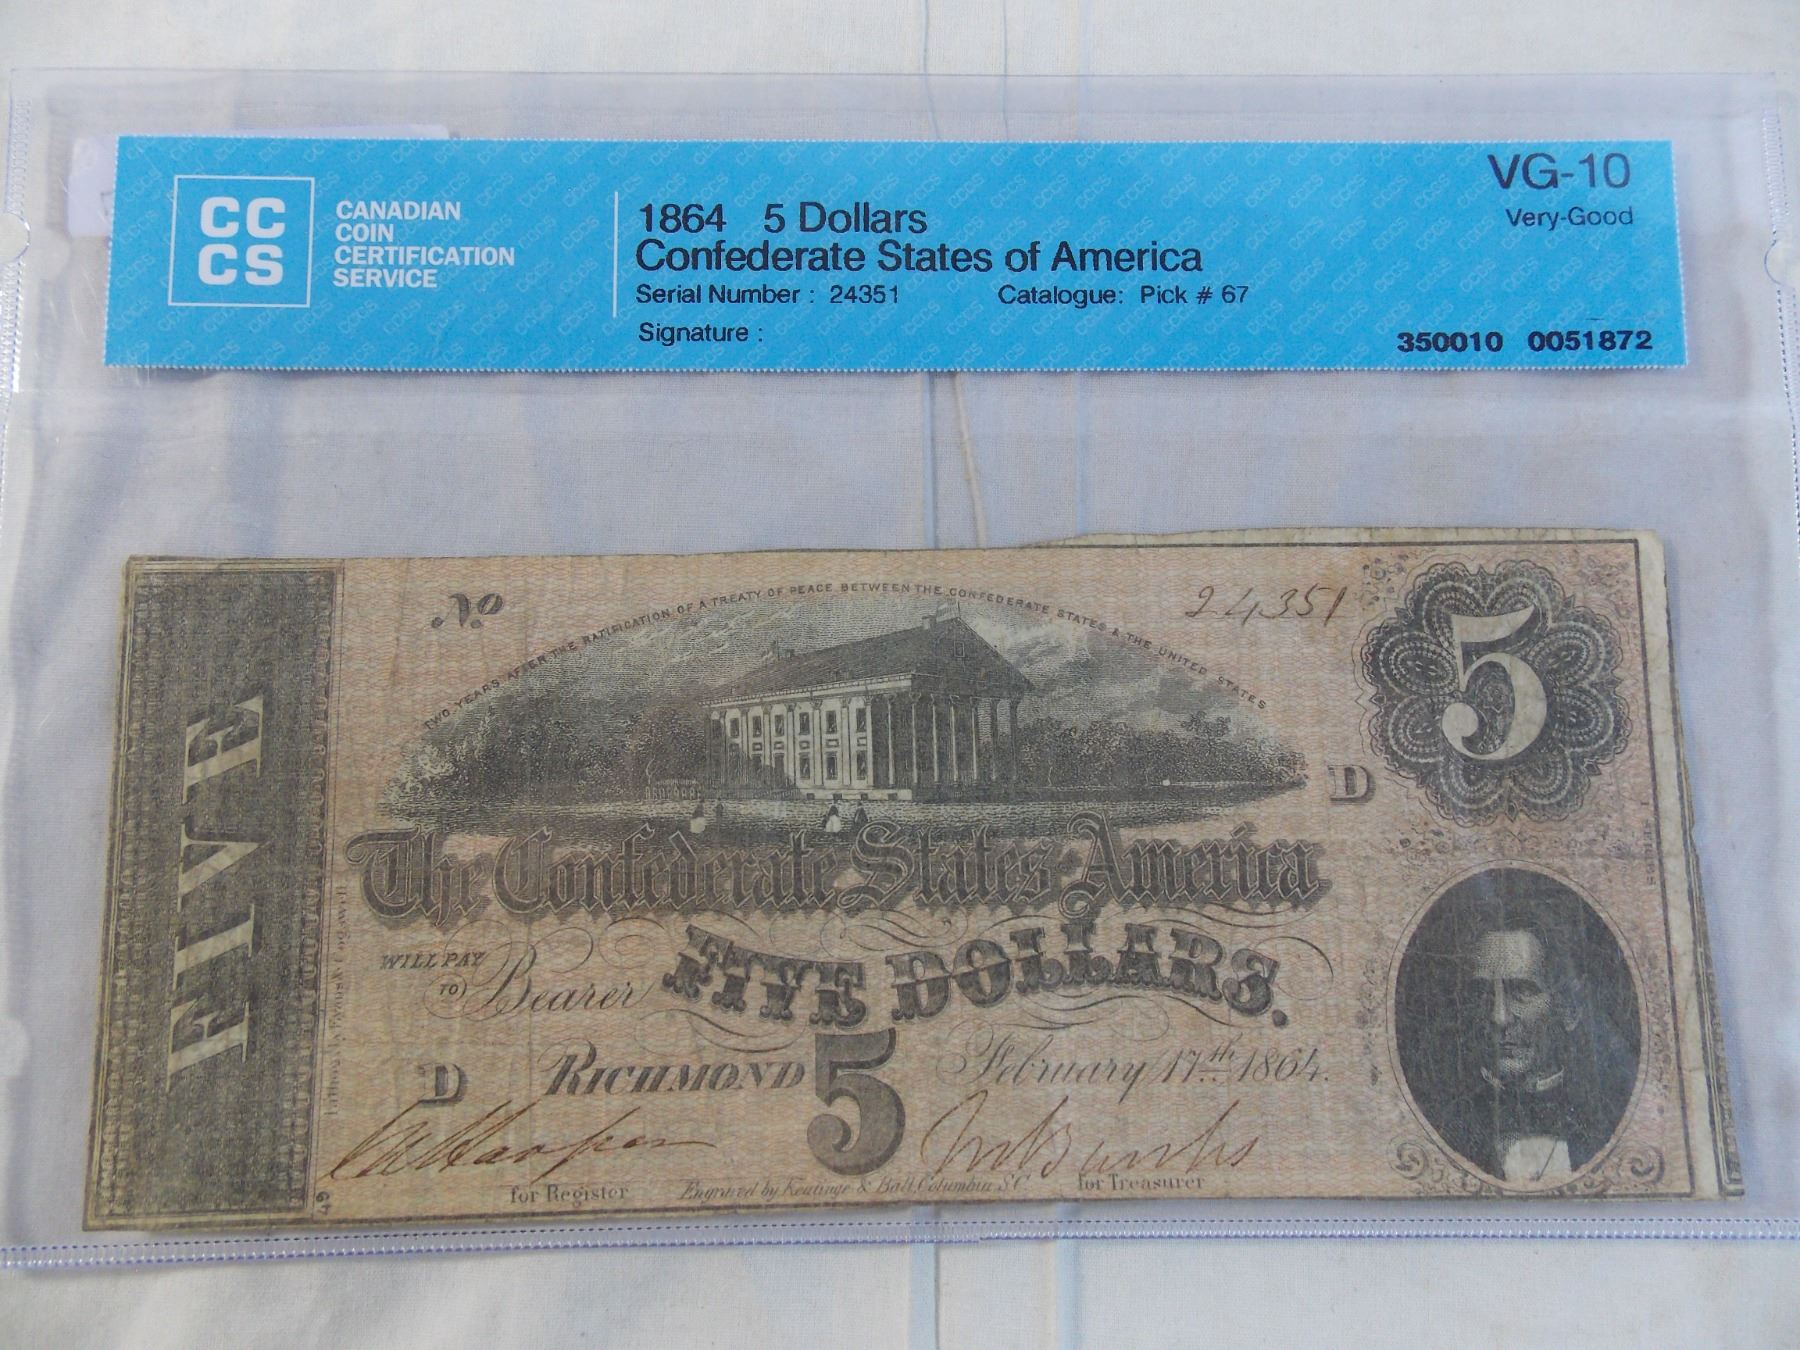 CC
CS
CANADIAN
COIN
CERTIFICATION
SERVICE
1864 5 Dollars
Confederate States of America
Serial Number : 24351 Catalogue: Pick # 67
Signature :
VG-10
Very-Good
350010 0051872
No 24351
TWO YEARS AFTER THE RATIFICATION OF A TREATY OF PEACE BETWEEN THE CONFEDERATE STATES & THE UNITED STATES
5
FIVE
D
The Confederate States America
WILL PAY
TO Bearer FIVE DOLLARS.
D RICHMOND 5 February 17th 1864.
for Register Engraved by Keatinge & Ball, Columbia S.C. for Treasurer
49